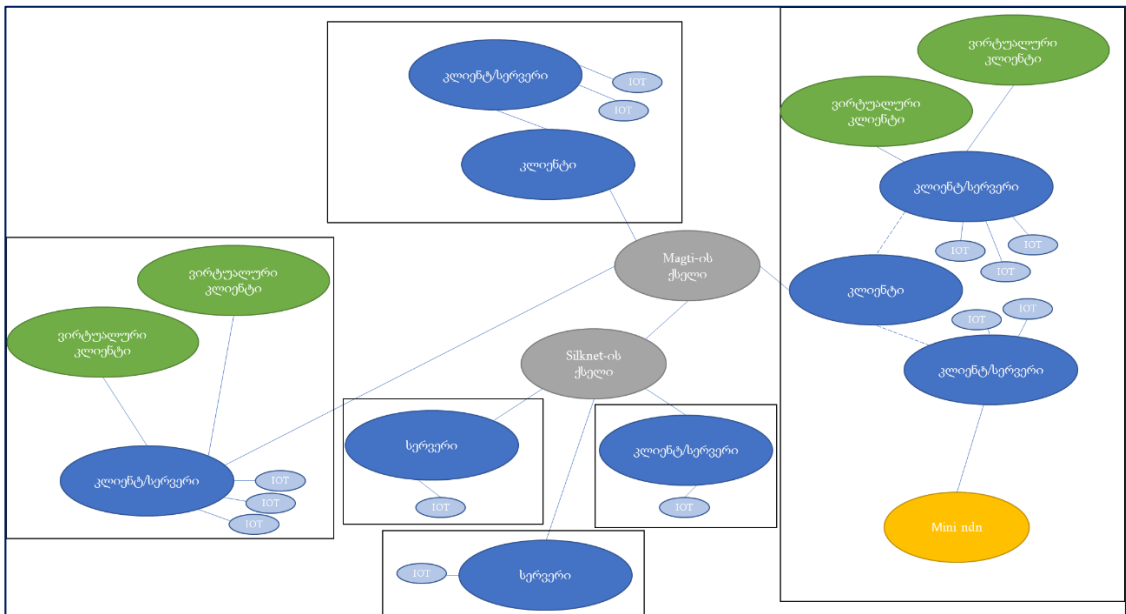 კლიენტ/სერვერი
IOT
IOT
კლიენტი
ვირტუალური
კლიენტი
ვირტუალური
კლიენტი
კლიენტ/სერვერი
IOT
IOT
IOT
კლიენტი
IOT
IOT
კლიენტ/სერვერი
Mini ndn
Magti-ის
ქსელი
Silknet-ის
ქსელი
ვირტუალური
კლიენტი
ვირტუალური
კლიენტი
კლიენტ/სერვერი
IOT
IOT
IOT
სერვერი
IOT
კლიენტ/სერვერი
IOT
IOT
სერვერი